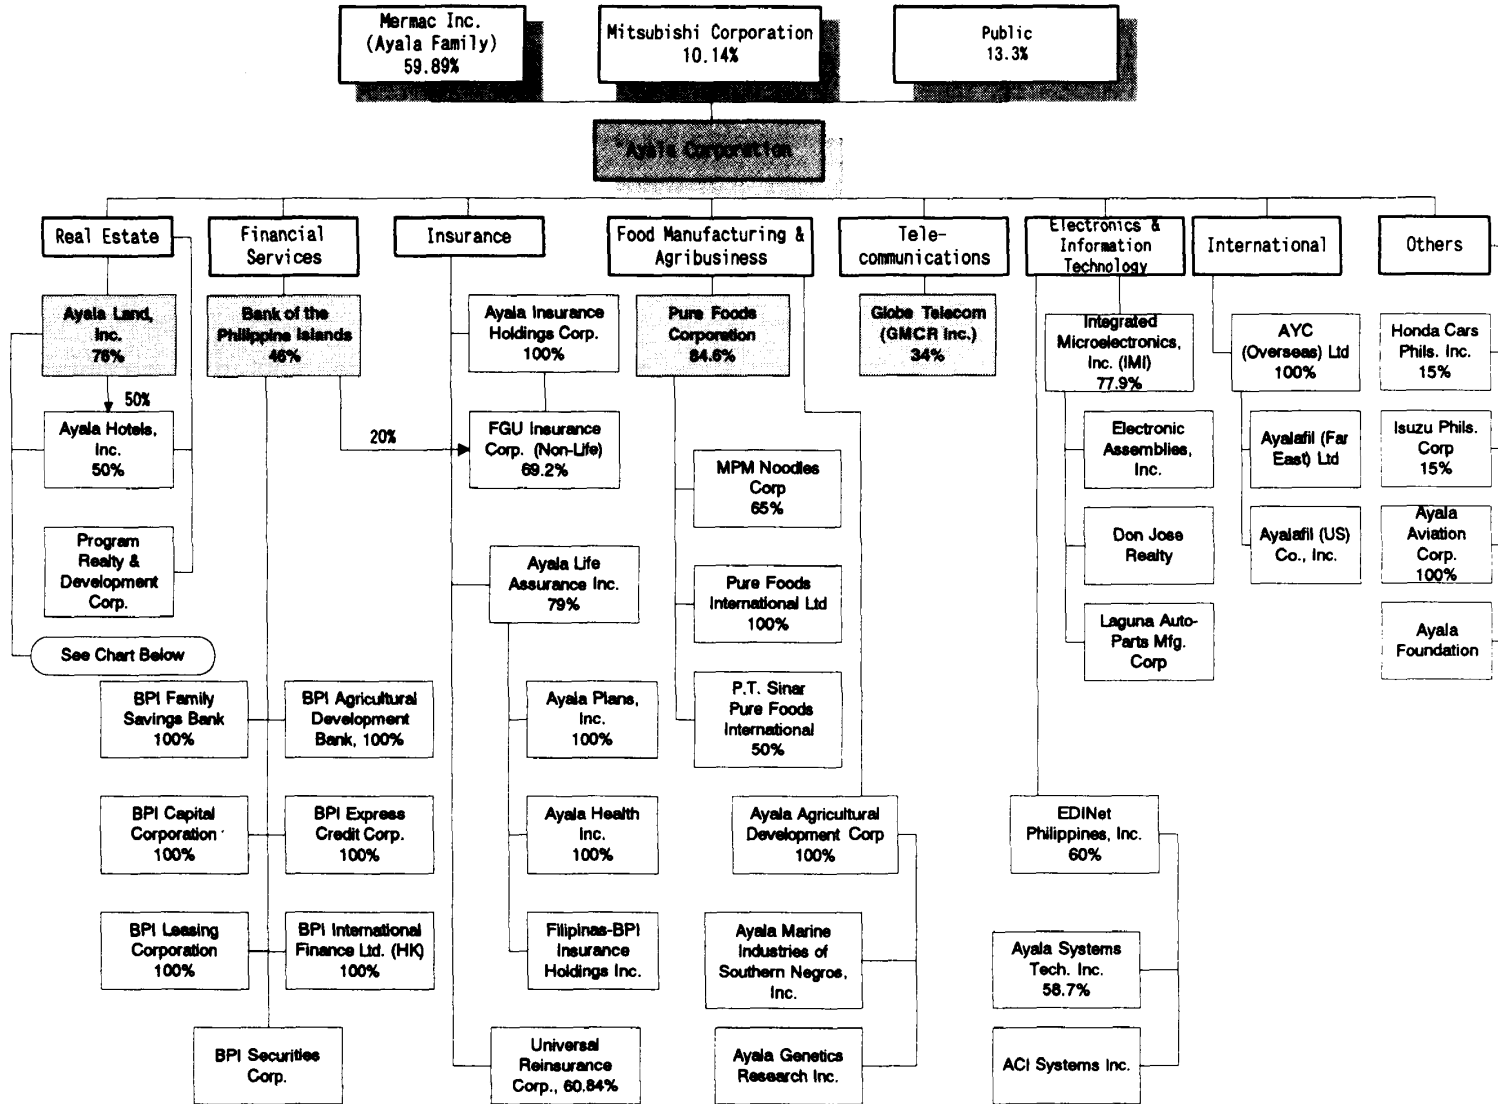 Mermac Inc.
(Ayala Family)
59.89%
Mitsubishi Corporation
10.14%
Public
13.3%
Ayala Corporation
Real Estate
Financial
Services
Insurance
Food Manufacturing &
Agribusiness
Tele-
communications
Electronics &
Information
Technology
International
Others
Ayala Land,
Inc.
76%
Bank of the
Philippine Islands
46%
Ayala Insurance
Holdings Corp.
100%
Pure Foods
Corporation
84.6%
Globe Telecom
(GMCR Inc.)
34%
Integrated
Microelectronics,
Inc. (IMI)
77.9%
AYC
(Overseas) Ltd
100%
Honda Cars
Phils. Inc.
15%
50%
Ayala Hotels,
Inc.
50%
20%
FGU Insurance
Corp. (Non-Life)
69.2%
MPM Noodles
Corp
65%
Electronic
Assemblies,
Inc.
Ayalafil (Far
East) Ltd
Isuzu Phils.
Corp
15%
Program
Realty &
Development
Corp.
Ayala Life
Assurance Inc.
79%
Pure Foods
International Ltd
100%
Don Jose
Realty
Ayalafil (US)
Co., Inc.
Ayala
Aviation
Corp.
100%
See Chart Below
Laguna Auto-
Parts Mfg.
Corp
Ayala
Foundation
BPI Family
Savings Bank
100%
BPI Agricultural
Development
Bank, 100%
Ayala Plans,
Inc.
100%
P.T. Sinar
Pure Foods
International
50%
BPI Capital
Corporation
100%
BPI Express
Credit Corp.
100%
Ayala Health
Inc.
100%
Ayala Agricultural
Development Corp
100%
EDINet
Philippines, Inc.
60%
BPI Leasing
Corporation
100%
BPI International
Finance Ltd. (HK)
100%
Filipinas-BPI
Insurance
Holdings Inc.
Ayala Marine
Industries of
Southern Negros,
Inc.
Ayala Systems
Tech. Inc.
58.7%
BPI Securities
Corp.
Universal
Reinsurance
Corp., 60.84%
Ayala Genetics
Research Inc.
ACI Systems Inc.